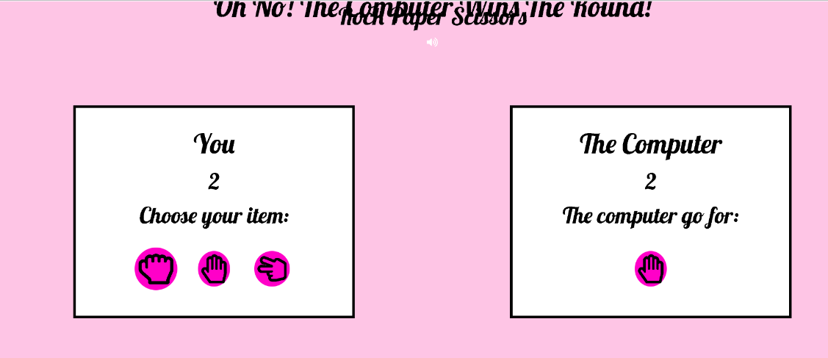 Oh No! The Computer Wins The Round!
Rock Paper Scissors
You
2
Choose your item:
The Computer
2
The computer go for: